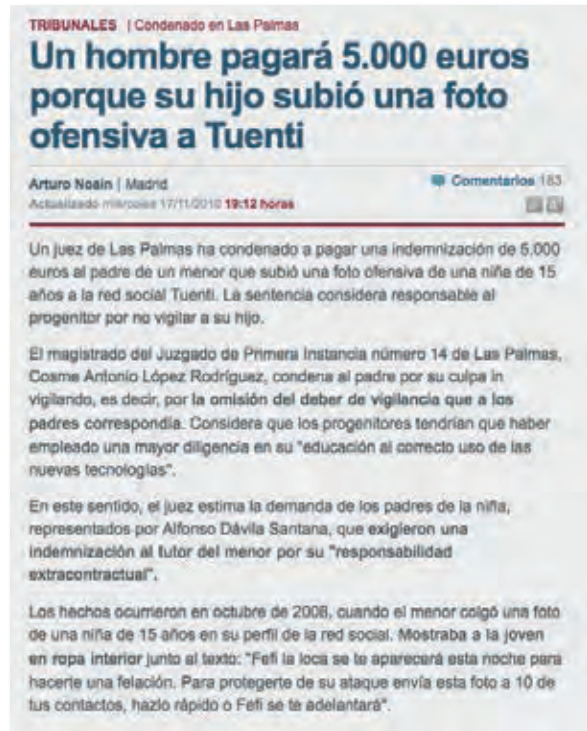 TRIBUNALES | Condenado en Las Palmas
Un hombre pagará 5.000 euros
porque su hijo subió una foto
ofensiva a Tuenti
Arturo Noain | Madrid
Comentarios 183
Actualizado miércoles 17/11/2010 19:12 horas
Un juez de Las Palmas ha condenado a pagar una indemnización de 5.000
euros al padre de un menor que subió una foto ofensiva de una niña de 15
años a la red social Tuenti. La sentencia considera responsable al
progenitor por no vigilar a su hijo.
El magistrado del Juzgado de Primera Instancia número 14 de Las Palmas,
Cosme Antonio López Rodríguez, condena al padre por su culpa in
vigilando, es decir, por la omisión del deber de vigilancia que a los
padres correspondía. Considera que los progenitores tendrían que haber
empleado una mayor diligencia en su "educación al correcto uso de las
nuevas tecnologías".
En este sentido, el juez estima la demanda de los padres de la niña,
representados por Alfonso Dávila Santana, que exigieron una
indemnización al tutor del menor por su "responsabilidad
extracontractual".
Los hechos ocurrieron en octubre de 2008, cuando el menor colgó una foto
de una niña de 15 años en su perfil de la red social. Mostraba a la joven
en ropa interior junto al texto: "Fefi la loca se te aparecerá esta noche para
hacerte una felación. Para protegerte de su ataque envía esta foto a 10 de
tus contactos, hazlo rápido o Fefi se te adelantará".